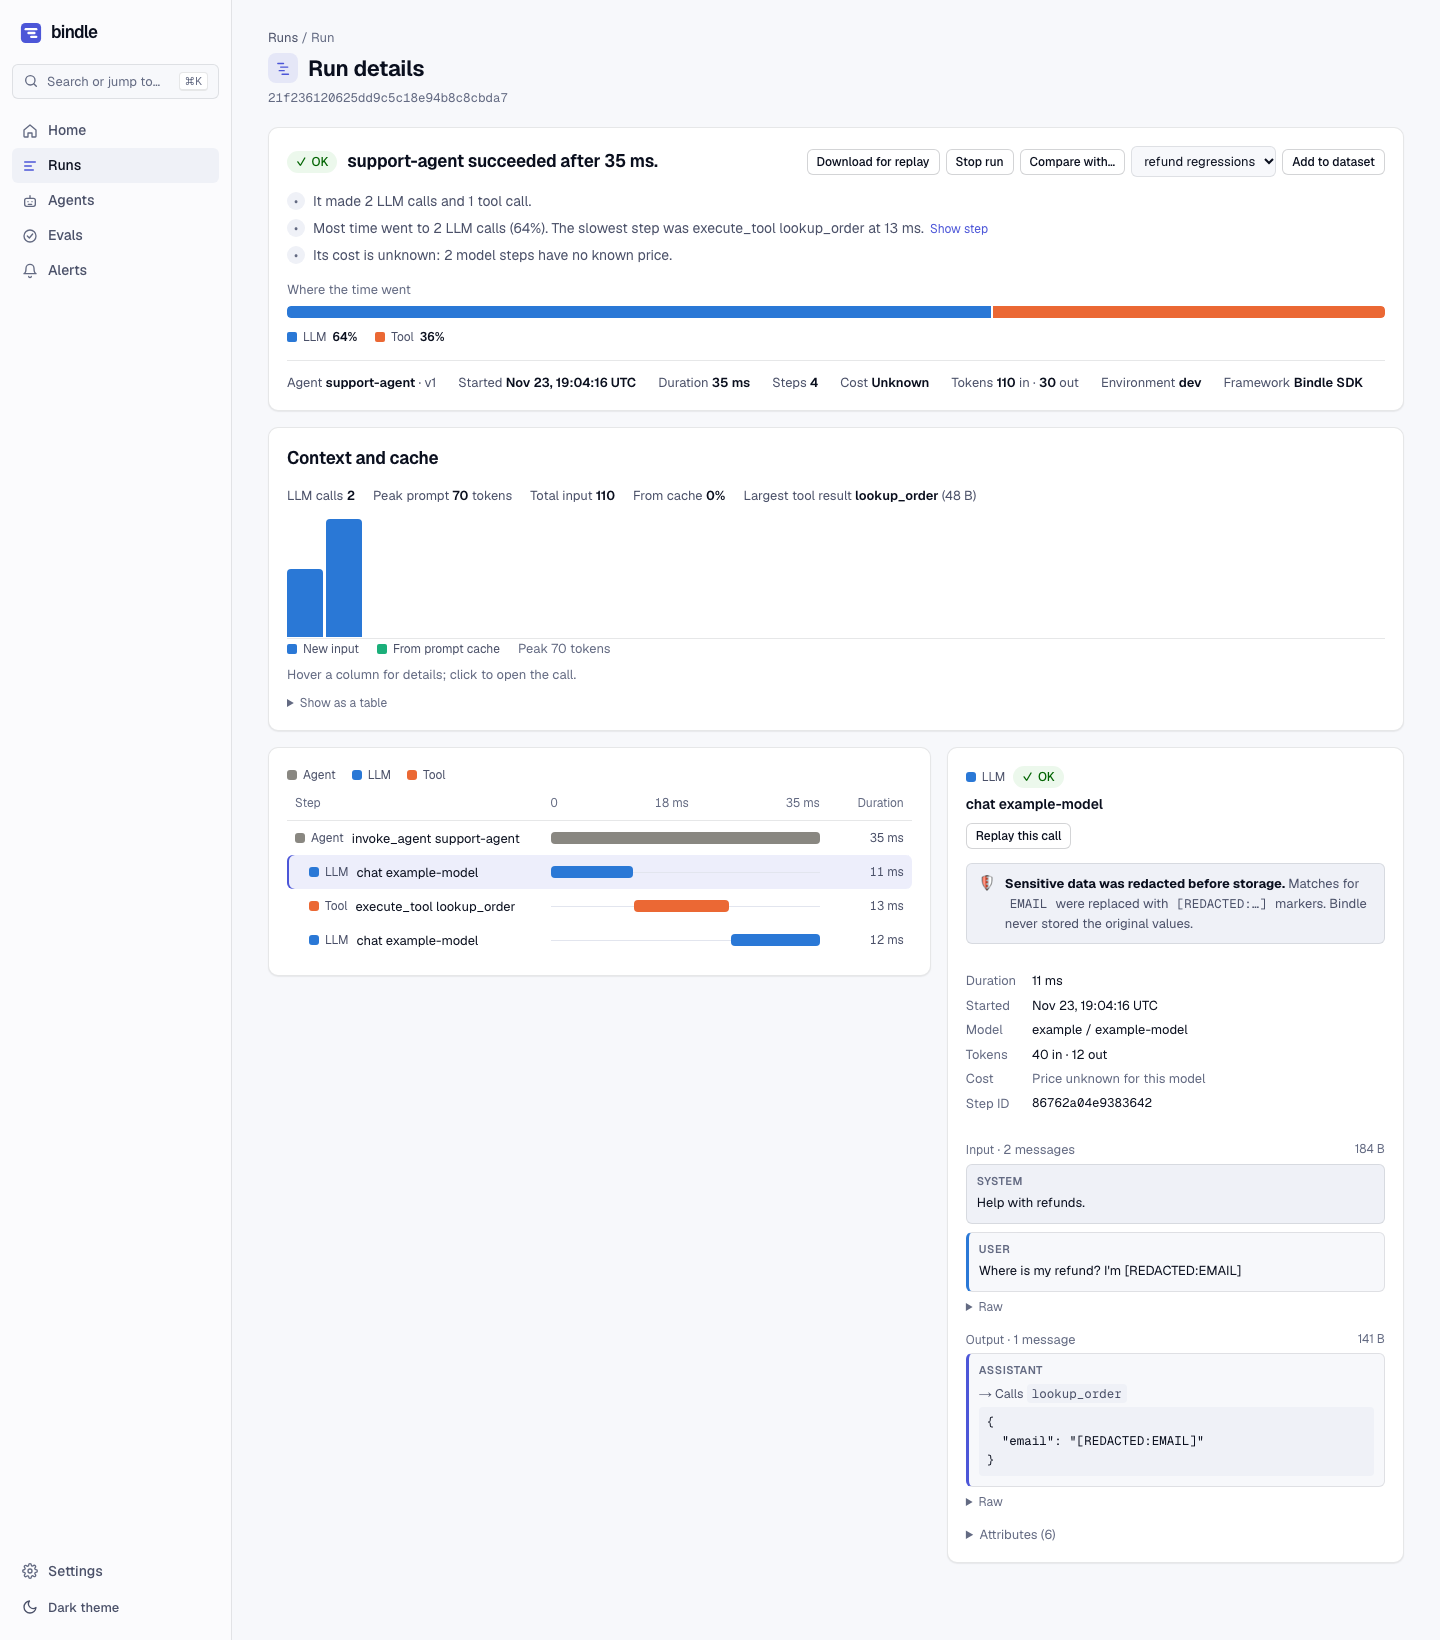 bindle
Search or jump to… ⌘K
Home
Runs
Agents
Evals
Alerts
Settings
Dark theme
Runs / Run
Run details
21f236120625dd9c5c18e94b8c8cbda7
✓ OK support-agent succeeded after 35 ms.
Download for replay Stop run Compare with… refund regressions Add to dataset
It made 2 LLM calls and 1 tool call.
Most time went to 2 LLM calls (64%). The slowest step was execute_tool lookup_order at 13 ms. Show step
Its cost is unknown: 2 model steps have no known price.
Where the time went
LLM 64% Tool 36%
Agent support-agent · v1 Started Nov 23, 19:04:16 UTC Duration 35 ms Steps 4 Cost Unknown Tokens 110 in · 30 out Environment dev Framework Bindle SDK
Context and cache
LLM calls 2 Peak prompt 70 tokens Total input 110 From cache 0% Largest tool result lookup_order (48 B)
New input From prompt cache Peak 70 tokens
Hover a column for details; click to open the call.
Show as a table
Agent LLM Tool
Step 0 18 ms 35 ms Duration
Agent invoke_agent support-agent 35 ms
LLM chat example-model 11 ms
Tool execute_tool lookup_order 13 ms
LLM chat example-model 12 ms
LLM ✓ OK
chat example-model
Replay this call
Sensitive data was redacted before storage. Matches for
EMAIL were replaced with [REDACTED:…] markers. Bindle
never stored the original values.
Duration 11 ms
Started Nov 23, 19:04:16 UTC
Model example / example-model
Tokens 40 in · 12 out
Cost Price unknown for this model
Step ID 86762a04e9383642
Input · 2 messages 184 B
SYSTEM
Help with refunds.
USER
Where is my refund? I'm [REDACTED:EMAIL]
Raw
Output · 1 message 141 B
ASSISTANT
→ Calls lookup_order
{
"email": "[REDACTED:EMAIL]"
}
Raw
Attributes (6)